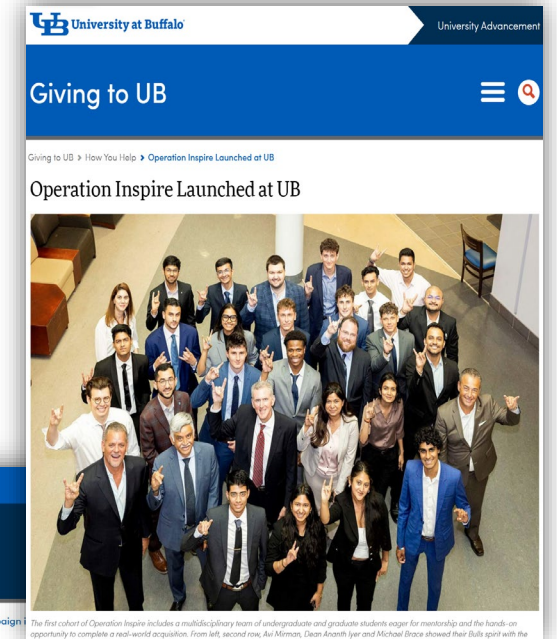 University at Buffalo
University Advancement
Giving to UB
Giving to UB > How You Help > Operation Inspire Launched at UB
Operation Inspire Launched at UB
paign i
The first cohort of Operation Inspire includes a multidisciplinary team of undergraduate and graduate students eager for mentorship and the hands-on
opportunity to complete a real-world acquisition. From left, second row, Avi Mirman, Dean Ananth Iyer and Michael Brace showed their Bulls spirit with the